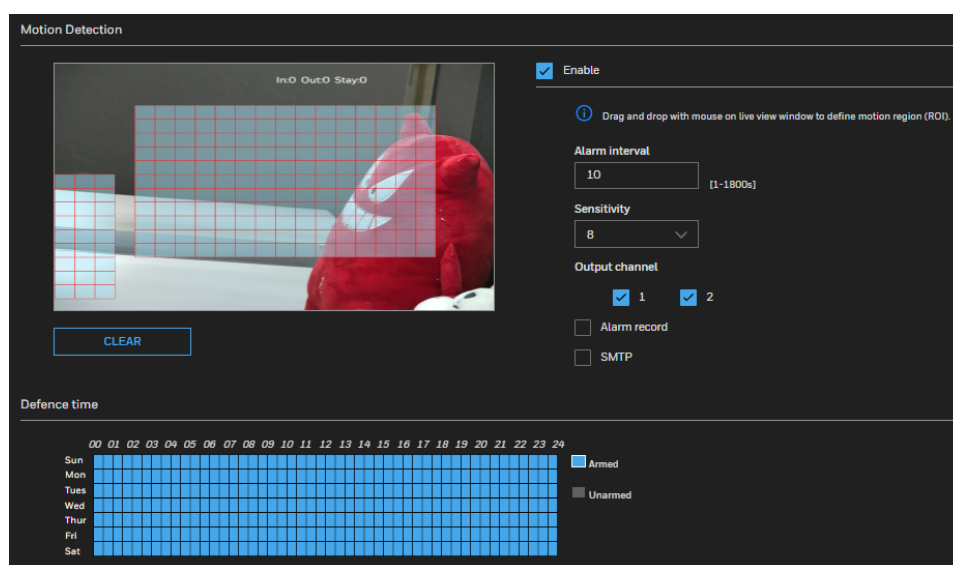 Motion Detection
In:0 Out:0 Stay:0
Enable
Drag and drop with mouse on live view window to define motion region (ROI).
Alarm interval
10
[1-1800s]
Sensitivity
8
Output channel
1 2
Alarm record
SMTP
CLEAR
Defence time
00 01 02 03 04 05 06 07 08 09 10 11 12 13 14 15 16 17 18 19 20 21 22 23 24
Sun
Mon
Tues
Wed
Thur
Fri
Sat
Armed
Unarmed